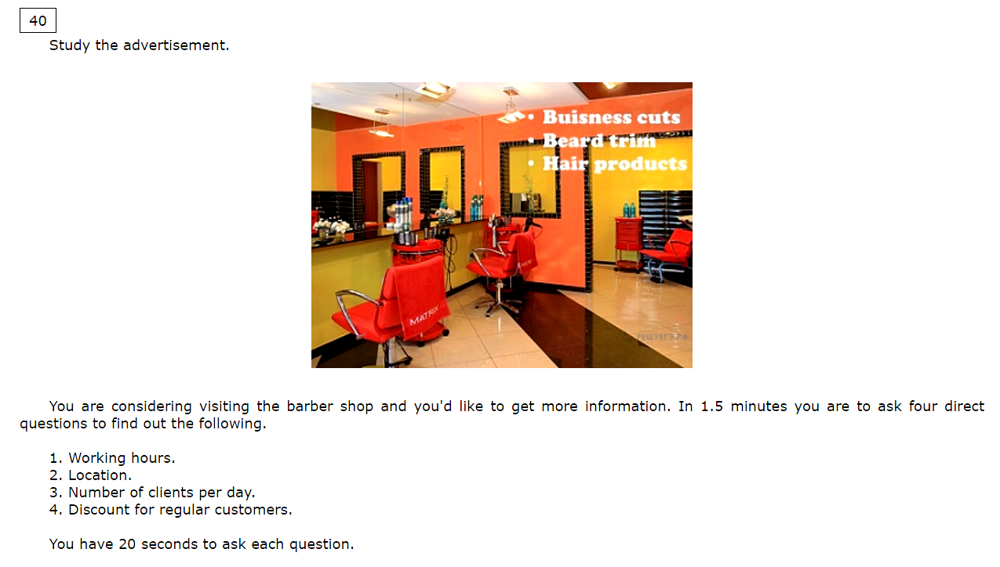 40
Study the advertisement.
• Buisness cuts
• Beard trim
• Hair products
MATRIX
РЕШУЕГЭ.РФ
You are considering visiting the barber shop and you'd like to get more information. In 1.5 minutes you are to ask four direct
questions to find out the following.
1. Working hours.
2. Location.
3. Number of clients per day.
4. Discount for regular customers.
You have 20 seconds to ask each question.